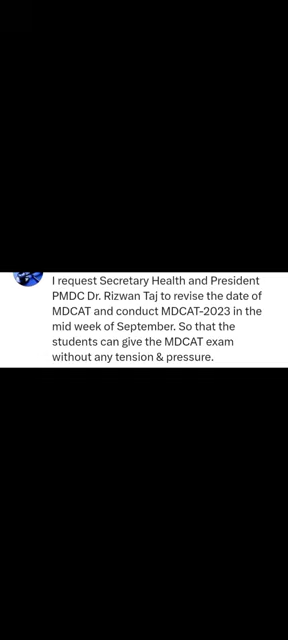 I request Secretary Health and President
PMDC Dr. Rizwan Taj to revise the date of
MDCAT and conduct MDCAT-2023 in the
mid week of September. So that the
students can give the MDCAT exam
without any tension & pressure.